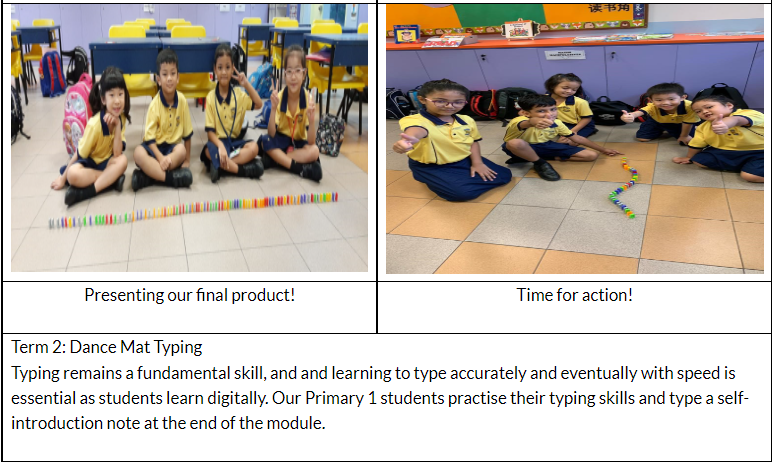 读书角
Presenting our final product!
Time for action!
Term 2: Dance Mat Typing
Typing remains a fundamental skill, and and learning to type accurately and eventually with speed is
essential as students learn digitally. Our Primary 1 students practise their typing skills and type a self-
introduction note at the end of the module.